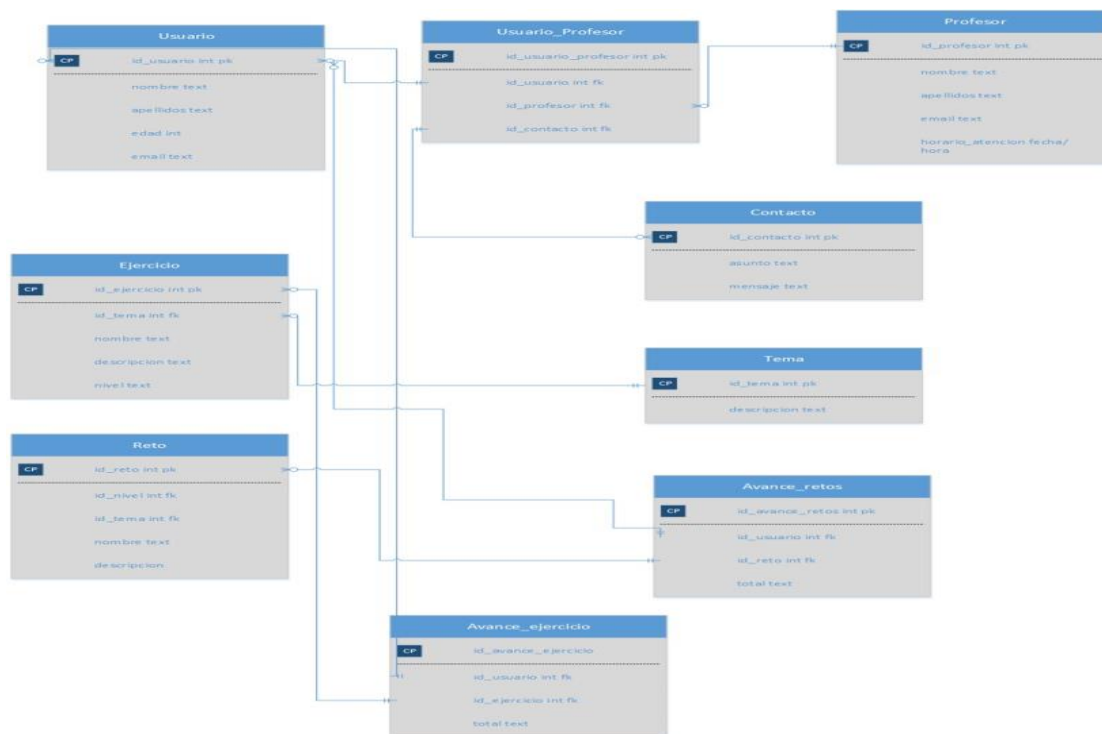 Usuario
CP id_usuario int pk
nombre text
apellidos text
edad int
email text
Usuario_Profesor
CP id_usuario_profesor int pk
id_usuario int fk
id_profesor int fk
id_contacto int fk
Profesor
CP id_profesor int pk
nombre text
apellidos text
email text
horario_atencion fecha/
hora
Contacto
CP id_contacto int pk
asunto text
mensaje text
Ejercicio
CP id_ejercicio int pk
id_tema int fk
nombre text
descripcion text
nivel text
Tema
CP id_tema int pk
descripcion text
Reto
CP id_reto int pk
id_nivel int fk
id_tema int fk
nombre text
descripcion
Avance_retos
CP id_avance_retos int pk
id_usuario int fk
id_reto int fk
total text
Avance_ejercicio
CP id_avance_ejercicio
id_usuario int fk
id_ejercicio int fk
total text